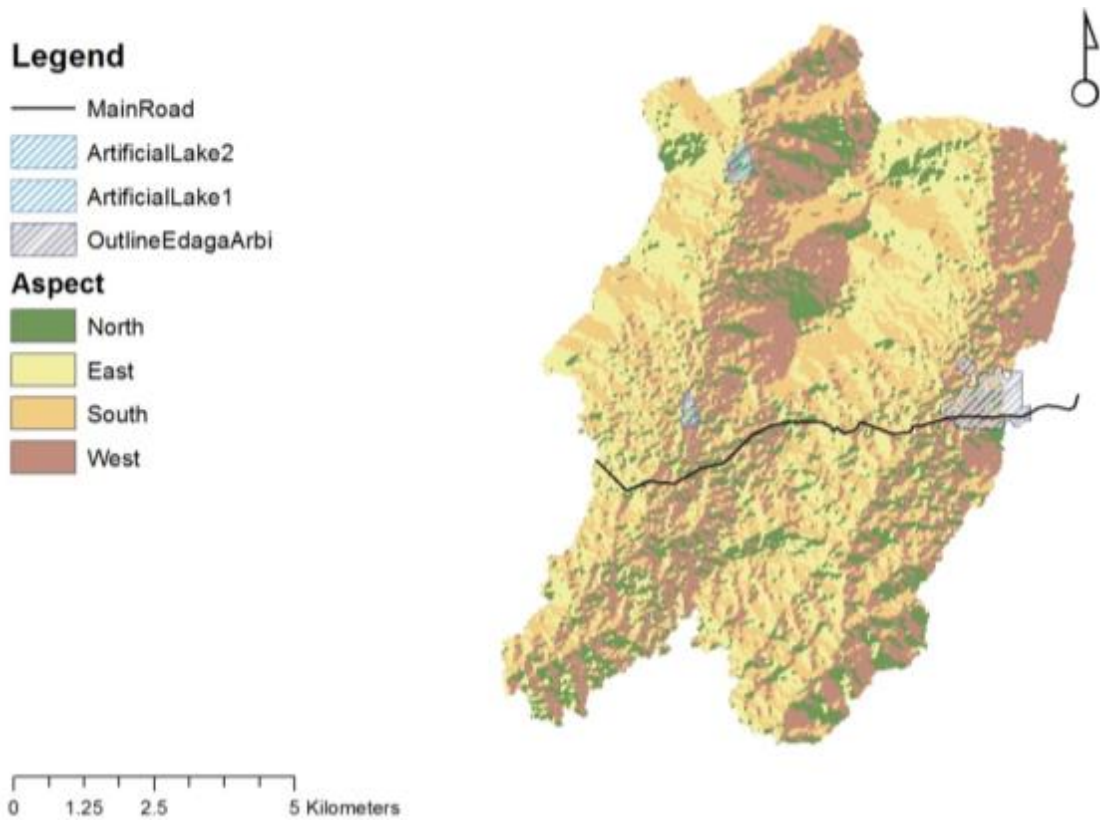 Legend
MainRoad
ArtificialLake2
ArtificialLake1
OutlineEdagaArbi
Aspect
North
East
South
West
0 1.25 2.5 5 Kilometers